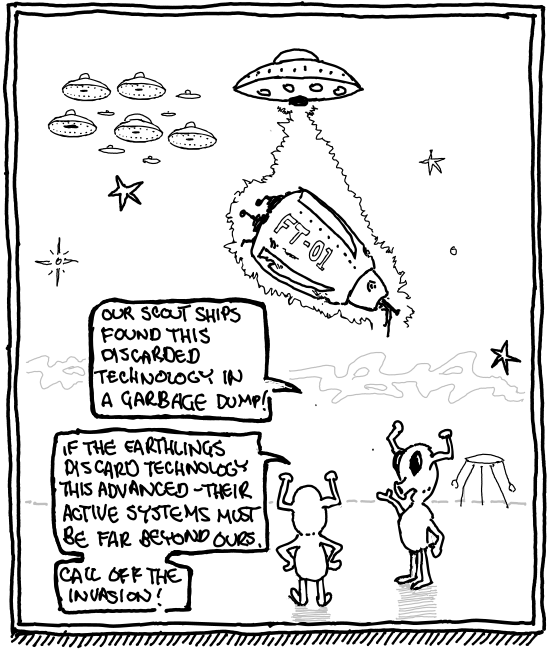 FT-01
OUR SCOUT SHIPS
FOUND THIS
DISCARDED
TECHNOLOGY IN
A GARBAGE DUMP!
IF THE EARTHLINGS
DISCARD TECHNOLOGY
THIS ADVANCED - THEIR
ACTIVE SYSTEMS MUST
BE FAR BEYOND OURS.
CALL OFF THE
INVASION!